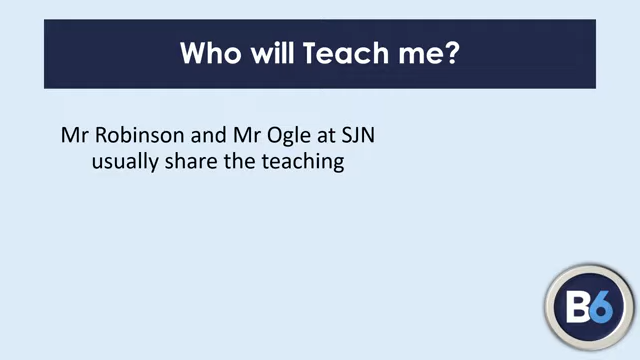 Who will Teach me?
Mr Robinson and Mr Ogle at SJN
usually share the teaching
B6